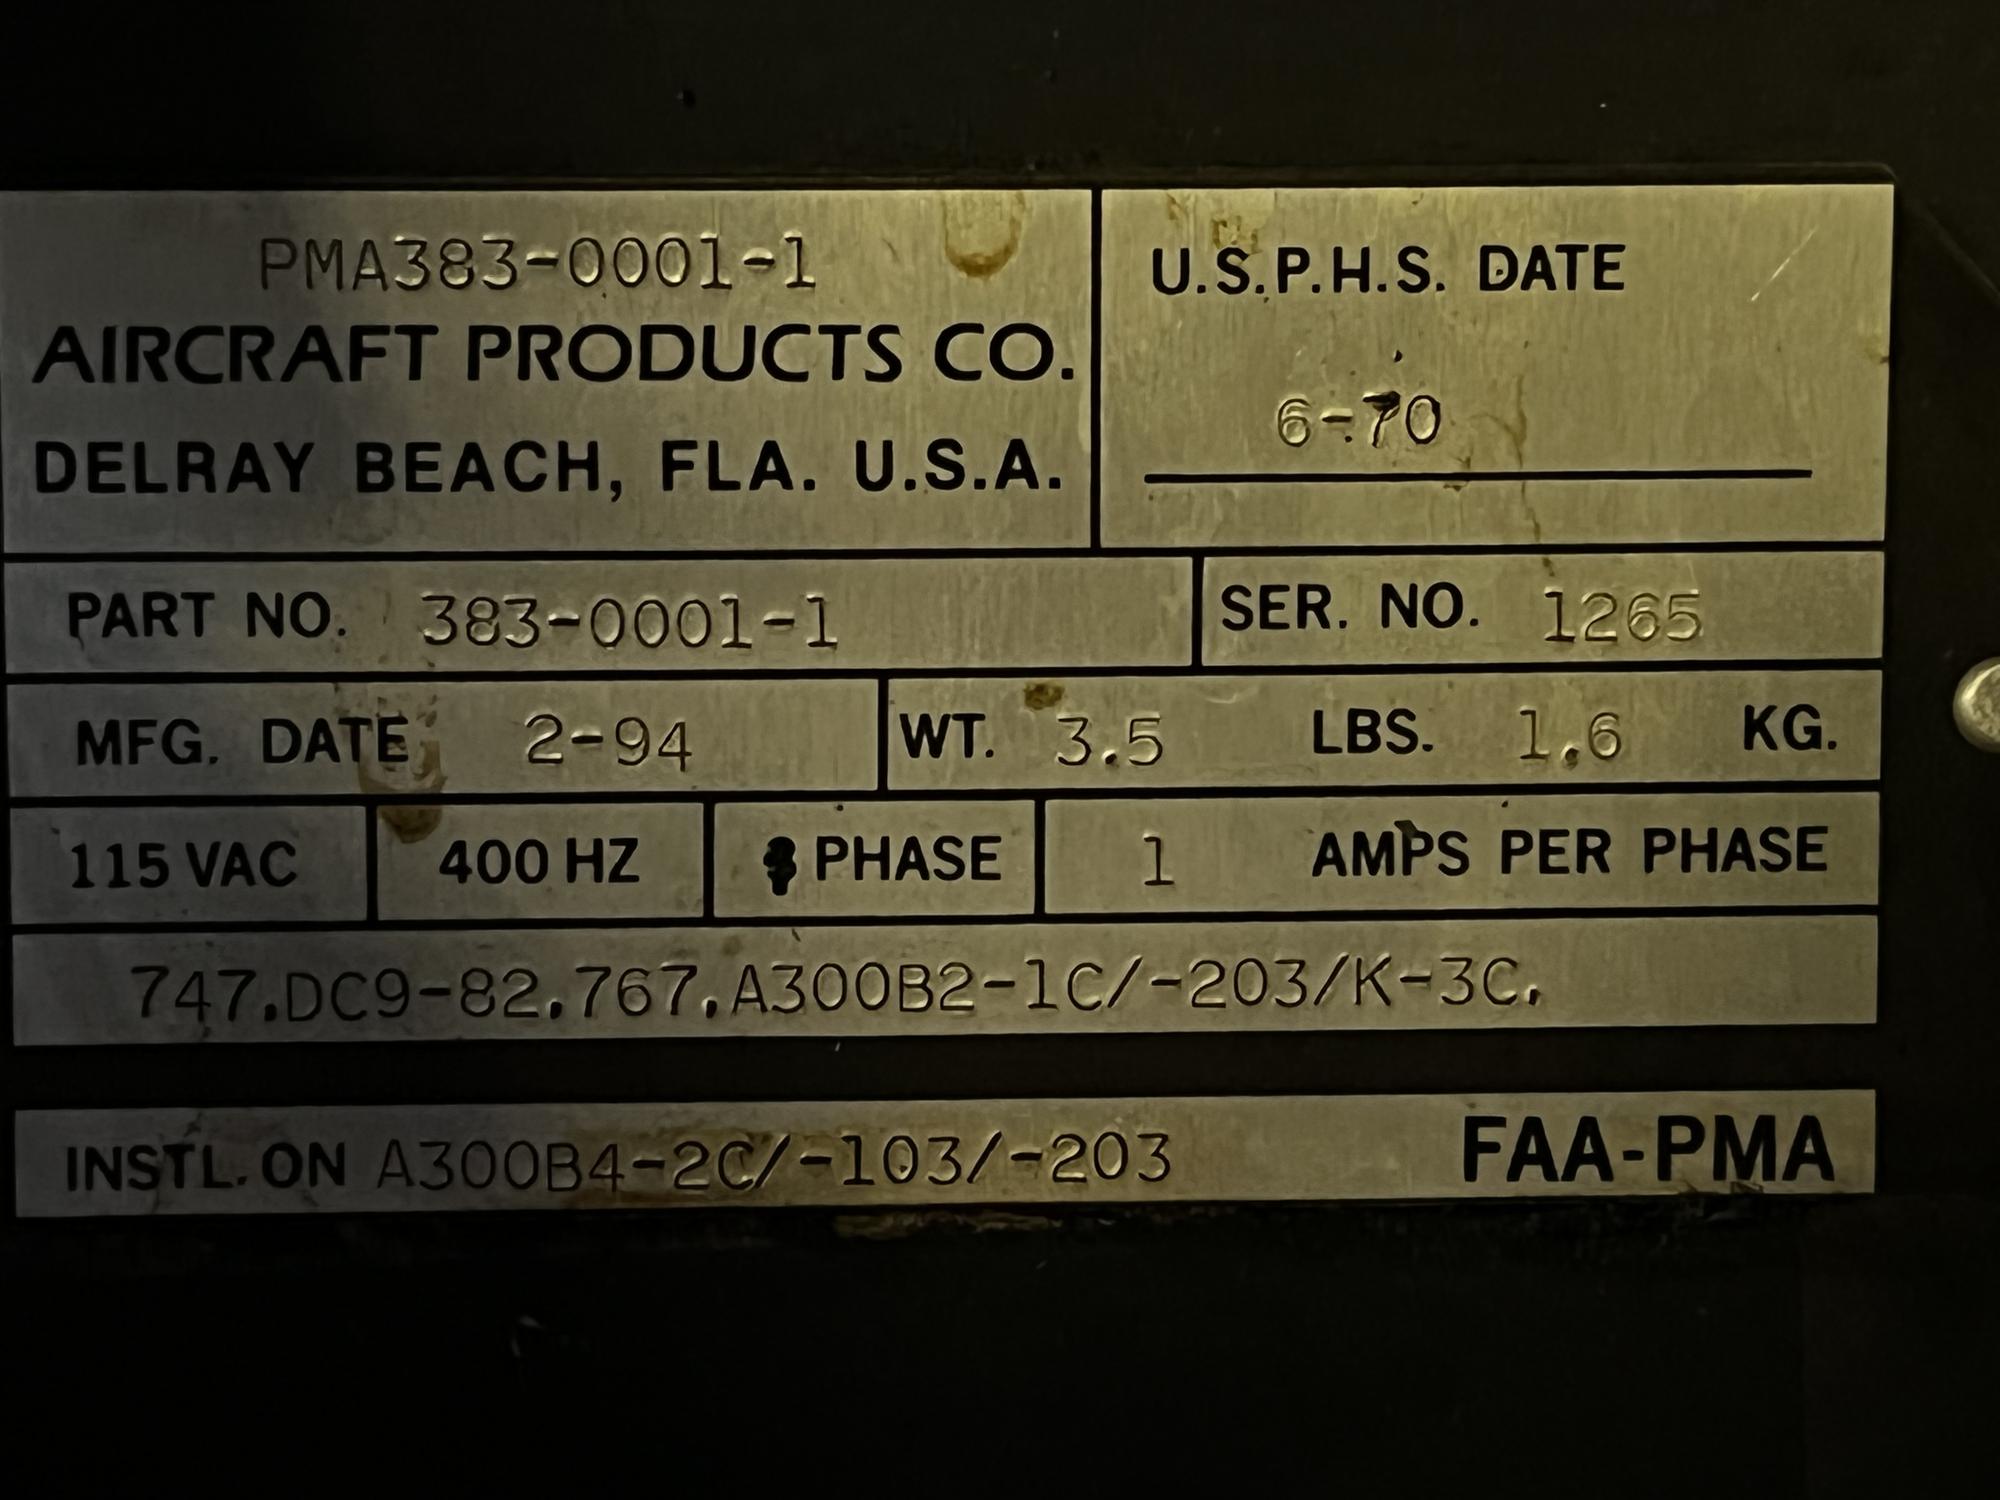 PMA383-0001-1
AIRCRAFT PRODUCTS CO.
DELRAY BEACH, FLA. U.S.A.
U.S.P.H.S. DATE
6-70
PART NO. 383-0001-1
SER. NO. 1265
MFG. DATE 2-94
WT. 3.5 LBS. 1.6 KG.
115 VAC
400 HZ
PHASE
1 AMPS PER PHASE
747,DC9-82,767,A300B2-1C/-203/K-3C,
INSTL. ON A300B4-2C/-103/-203
FAA-PMA